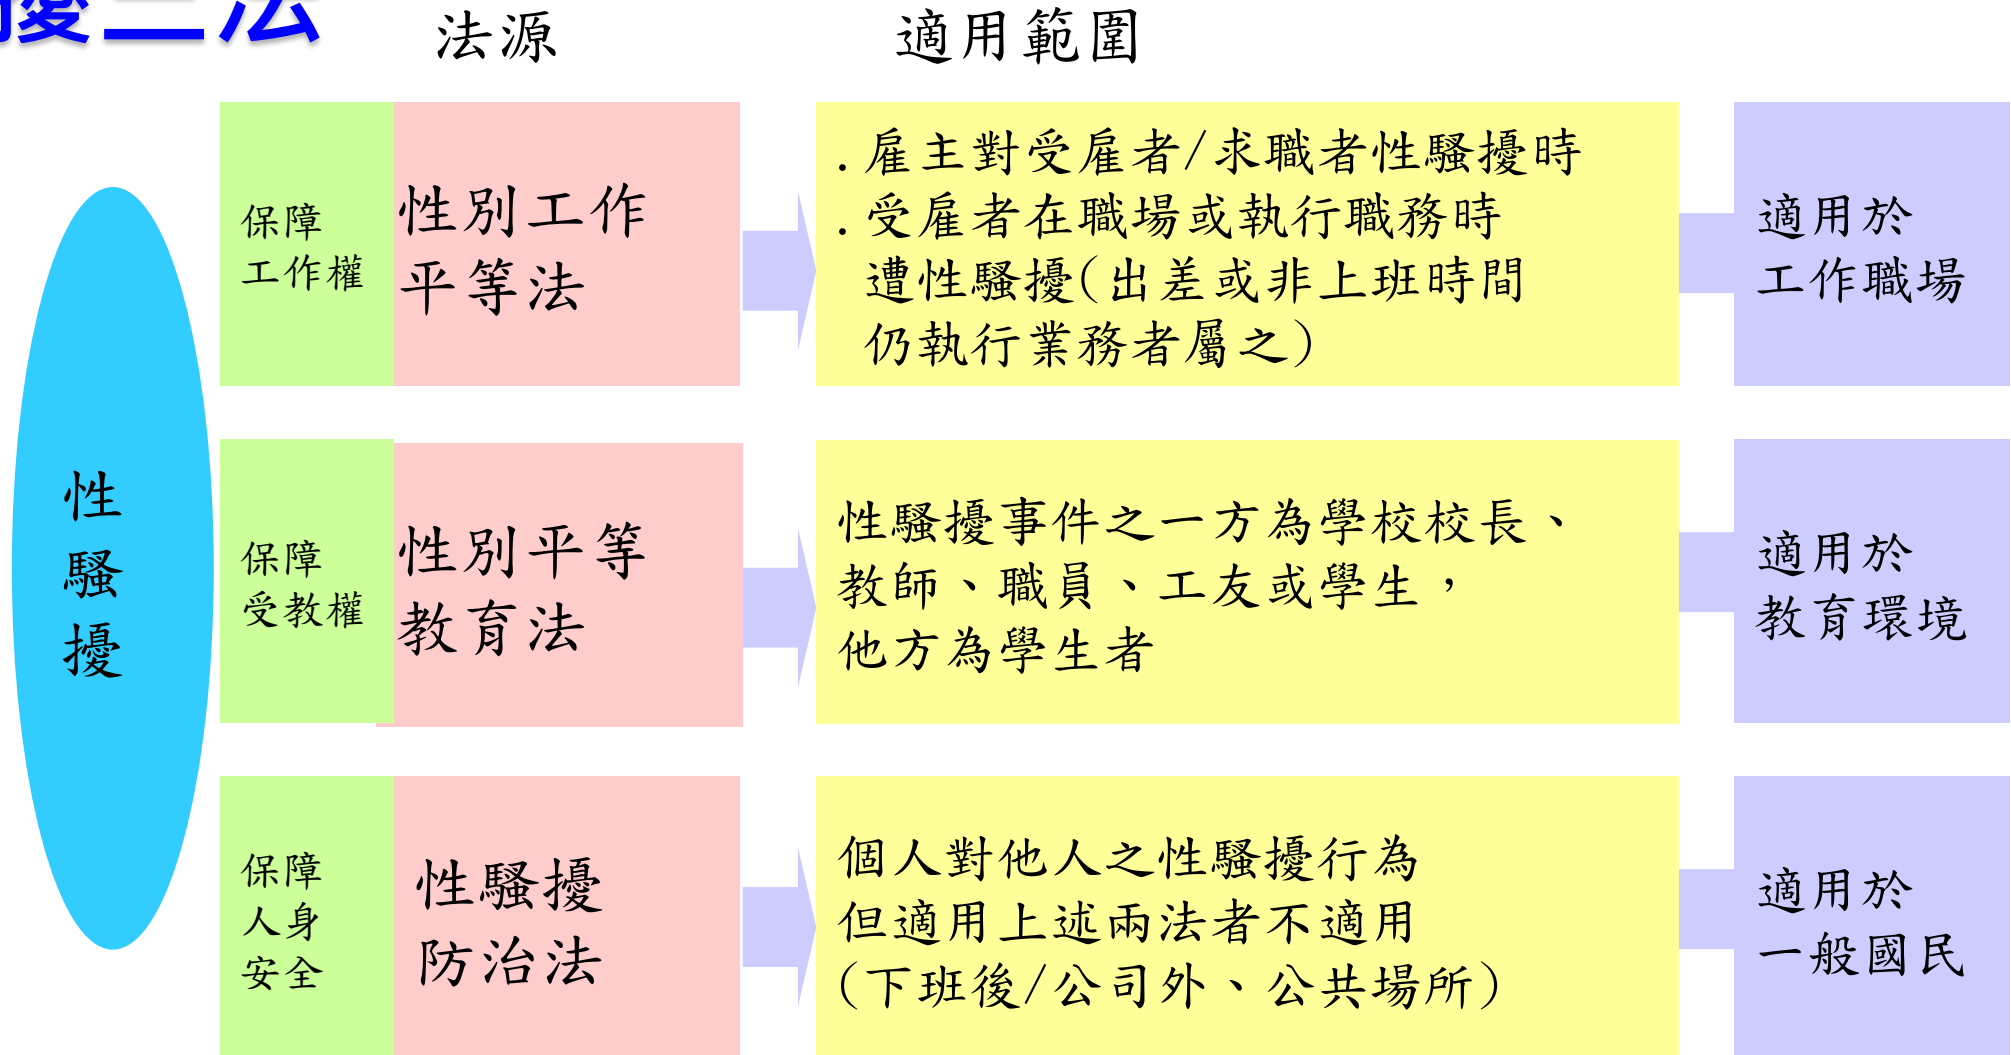 擾三法
法源
適用範圍
性
騷
擾
保障
工作權
性別工作
平等法
.雇主對受雇者/求職者性騷擾時
.受雇者在職場或執行職務時
遭性騷擾(出差或非上班時間
仍執行業務者屬之)
適用於
工作職場
保障
受教權
性別平等
教育法
性騷擾事件之一方為學校校長、
教師、職員、工友或學生，
他方為學生者
適用於
教育環境
保障
人身
安全
性騷擾
防治法
個人對他人之性騷擾行為
但適用上述兩法者不適用
(下班後/公司外、公共場所)
適用於
一般國民